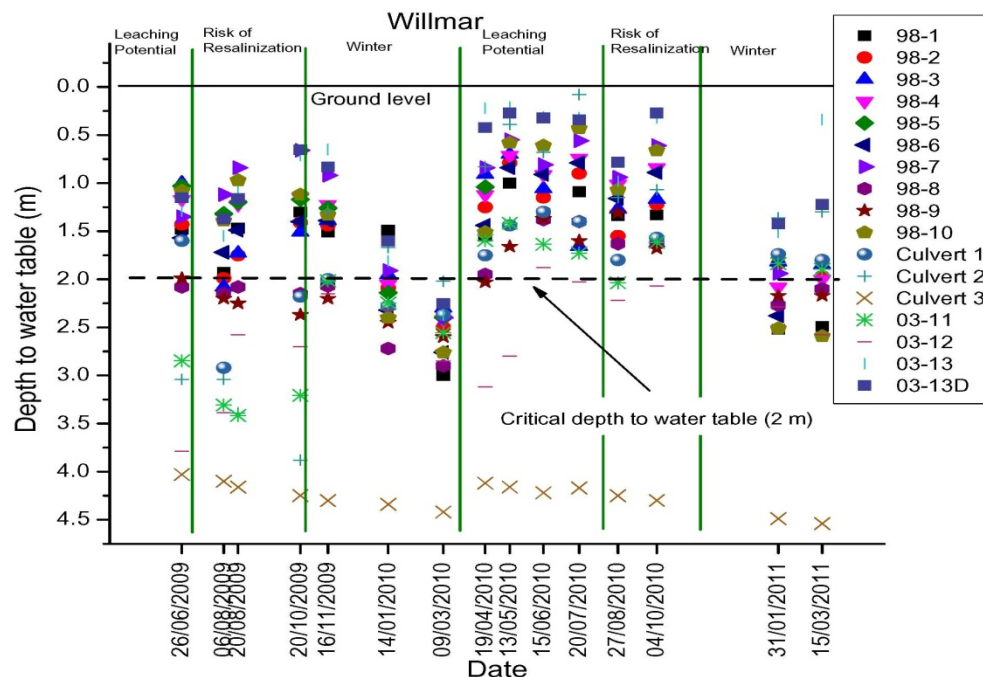 Willmar
Leaching
Potential
Risk of
Resalinization
Winter
Leaching
Potential
Risk of
Resalinization
Winter
0.0
0.5
1.0
1.5
2.0
2.5
3.0
3.5
4.0
4.5
Depth to water table (m)
Ground level
Critical depth to water table (2 m)
26/06/2009
20/08/2009
20/10/2009
16/11/2009
14/01/2010
09/03/2010
19/04/2010
13/05/2010
15/06/2010
20/07/2010
27/08/2010
04/10/2010
31/01/2011
15/03/2011
Date
98-1
98-2
98-3
98-4
98-5
98-6
98-7
98-8
98-9
98-10
Culvert 1
Culvert 2
Culvert 3
03-11
03-12
03-13
03-13D